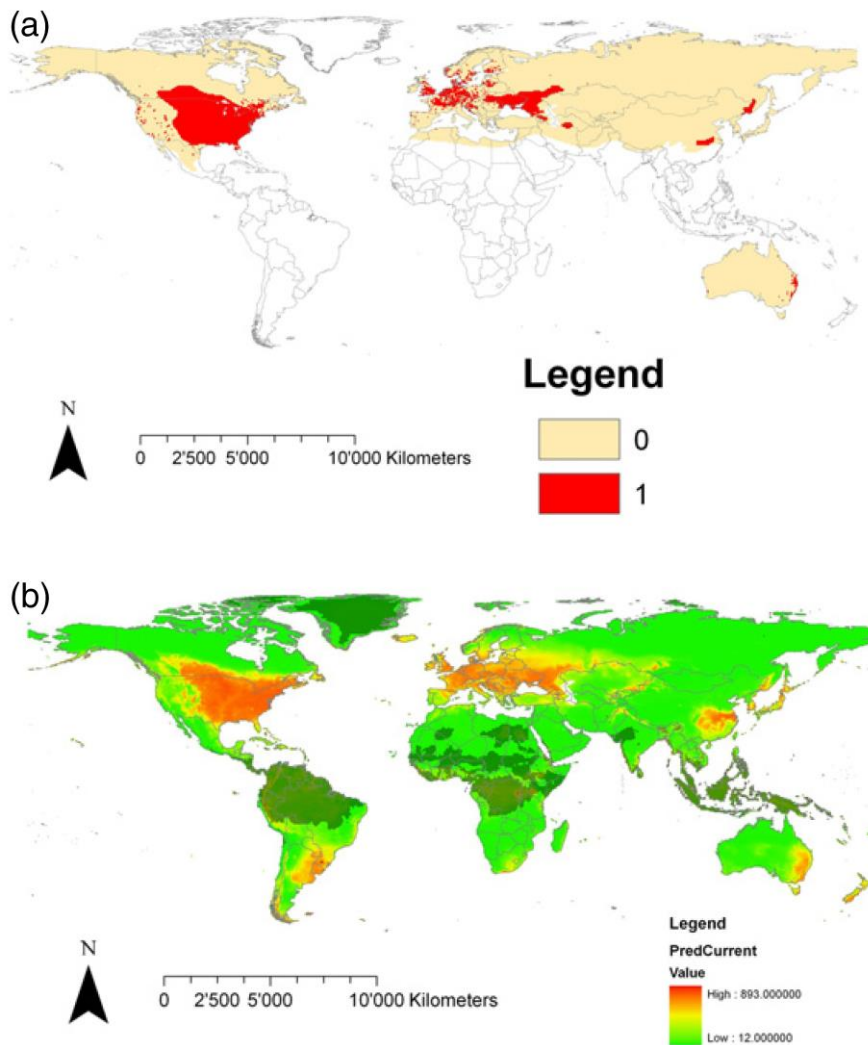 (a)
Legend
N
0 2'500 5'000 10'000 Kilometers
0
1
(b)
N
0 2'500 5'000 10'000 Kilometers
Legend
PredCurrent
Value
High : 893.000000
Low : 12.000000